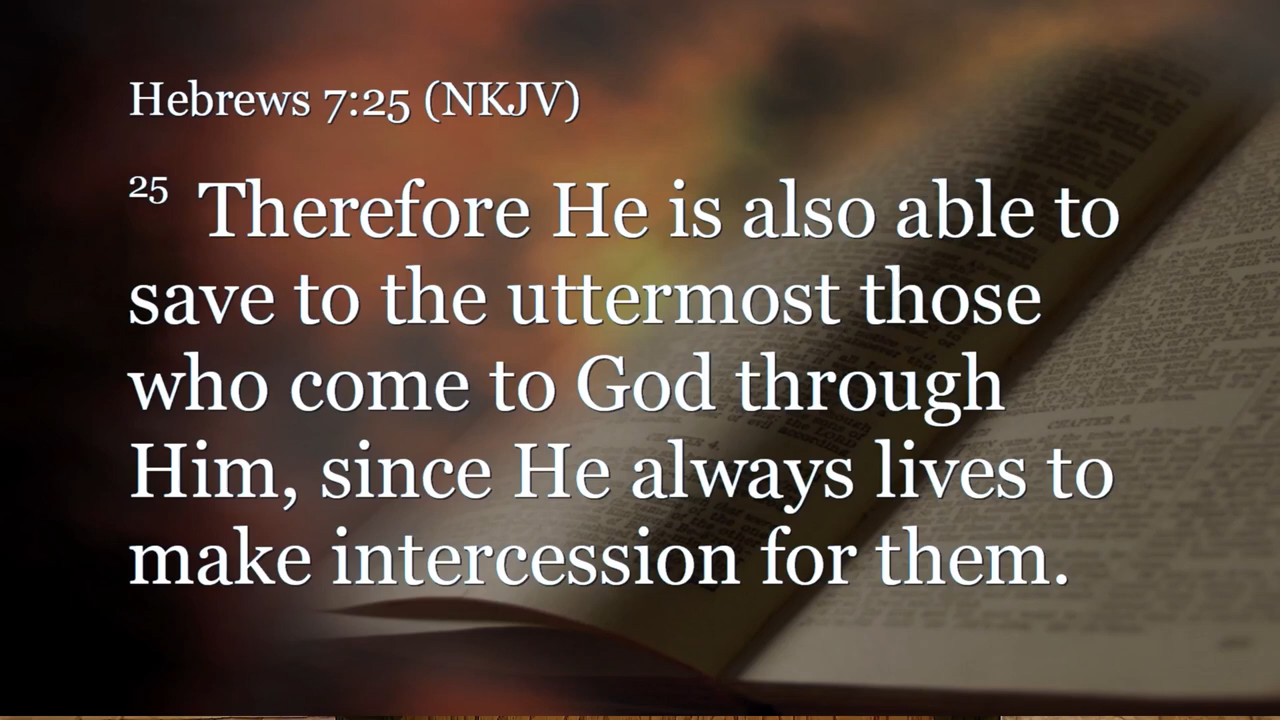 Hebrews 7:25 (NKJV)
25 Therefore He is also able to
save to the uttermost those
who come to God through
Him, since He always lives to
make intercession for them.